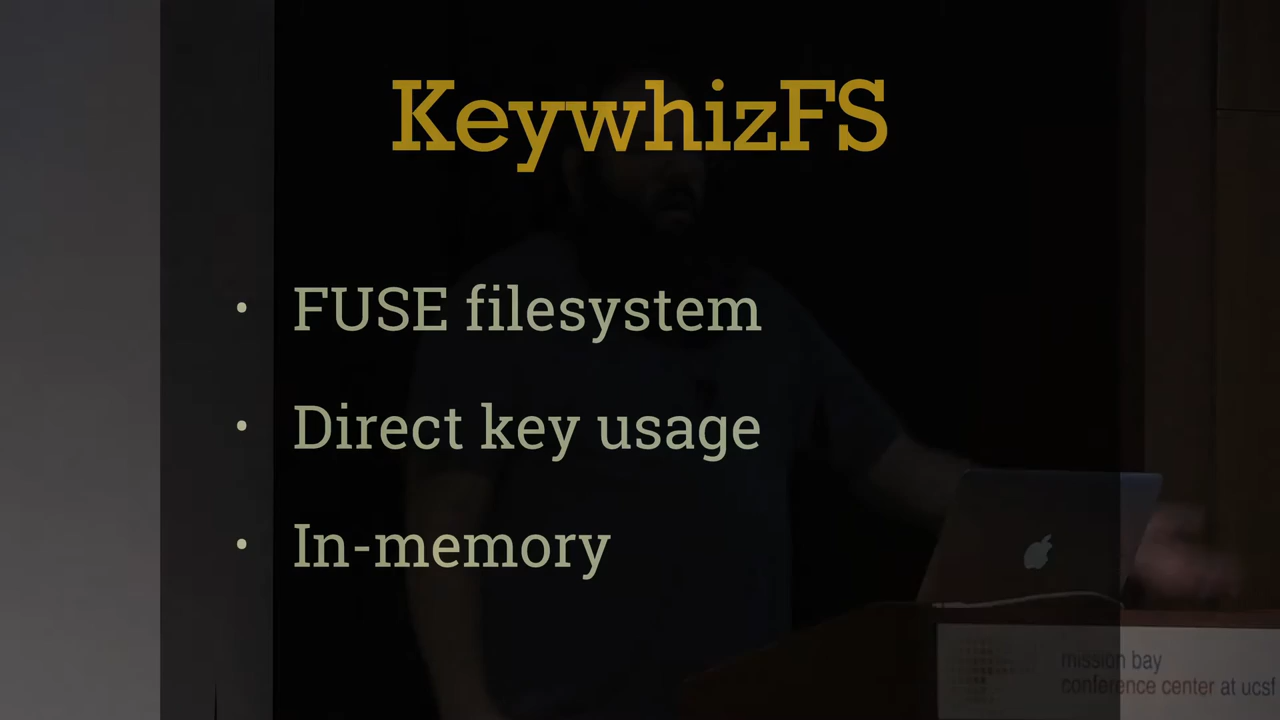 KeywhizFS
• FUSE filesystem
• Direct key usage
• In-memory
mission bay
conference center at ucsf